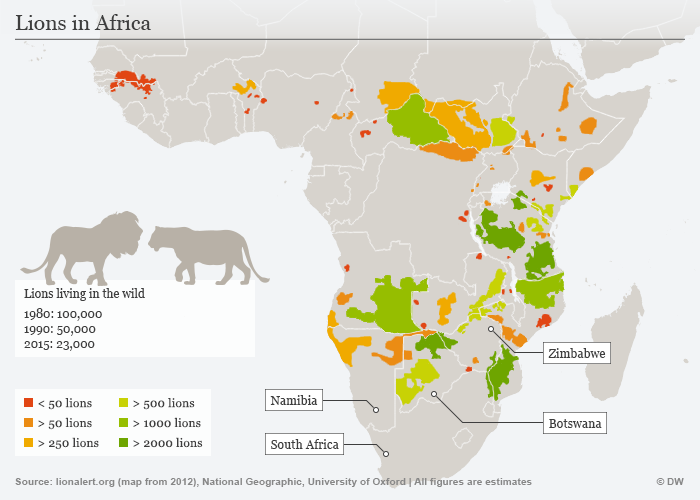 Lions in Africa
Lions living in the wild
1980: 100,000
1990: 50,000
2015: 23,000
Zimbabwe
Namibia
Botswana
South Africa
< 50 lions
> 500 lions
> 50 lions
> 1000 lions
> 250 lions
> 2000 lions
Source: lionalert.org (map from 2012), National Geographic, University of Oxford | All figures are estimates
© DW